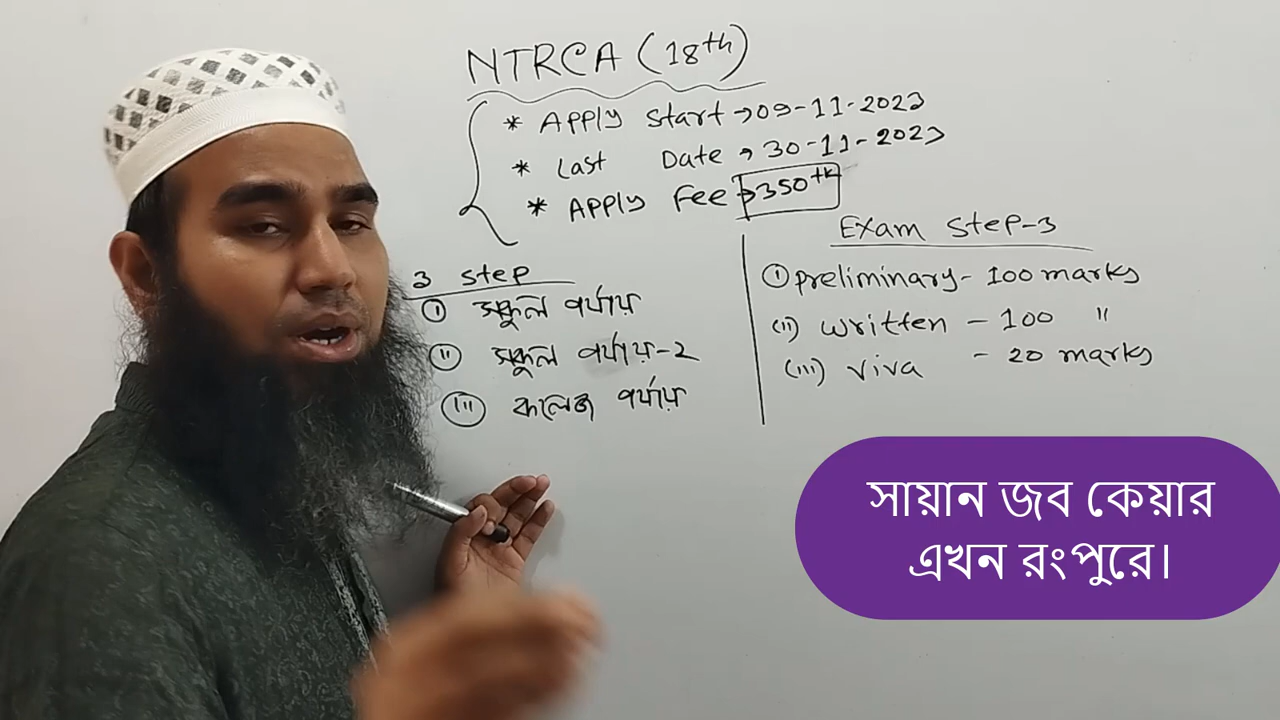 NTRCA (18th)
* Apply Start → 09-11-2023
* Last Date → 30-11-2023
* Apply Fee → 350 tk
3 step
(i) স্কুল পর্যায়
(ii) স্কুল পর্যায়-২
(iii) কলেজ পর্যায়
Exam Step-3
(i) preliminary - 100 marks
(ii) written - 100 "
(iii) viva - 20 marks
সায়ান জব কেয়ার
এখন রংপুরে।